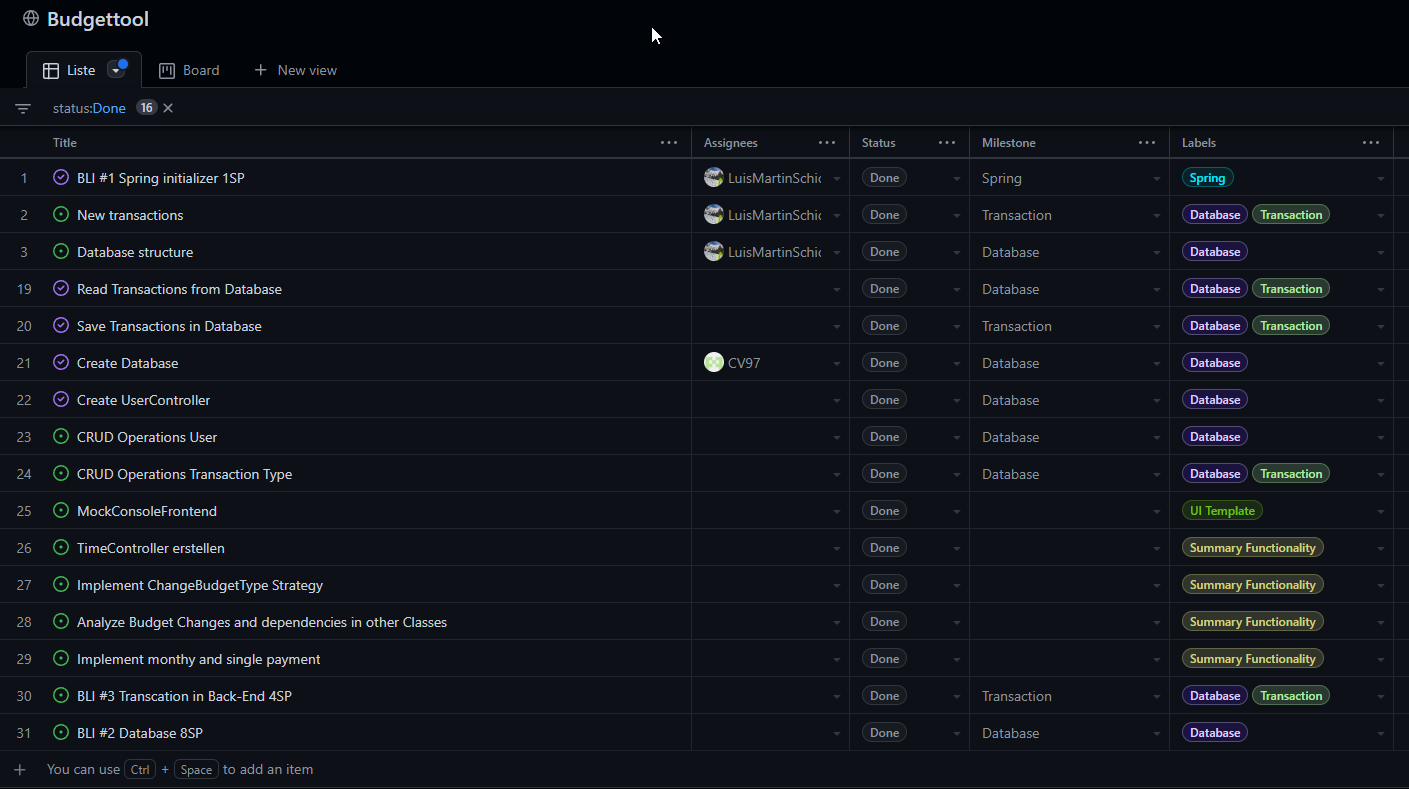 Budgettool
Liste Board New view
status:Done 16
Title Assignees Status Milestone Labels
1 BLI #1 Spring initializer 1SP LuisMartinSchic Done Spring Spring
2 New transactions LuisMartinSchic Done Transaction Database Transaction
3 Database structure LuisMartinSchic Done Database Database
19 Read Transactions from Database Done Database Database Transaction
20 Save Transactions in Database Done Transaction Database Transaction
21 Create Database CV97 Done Database Database
22 Create UserController Done Database Database
23 CRUD Operations User Done Database Database
24 CRUD Operations Transaction Type Done Database Database Transaction
25 MockConsoleFrontend Done UI Template
26 TimeController erstellen Done Summary Functionality
27 Implement ChangeBudgetType Strategy Done Summary Functionality
28 Analyze Budget Changes and dependencies in other Classes Done Summary Functionality
29 Implement monthy and single payment Done Summary Functionality
30 BLI #3 Transcation in Back-End 4SP Done Transaction Database Transaction
31 BLI #2 Database 8SP Done Database Database
+ You can use Ctrl + Space to add an item